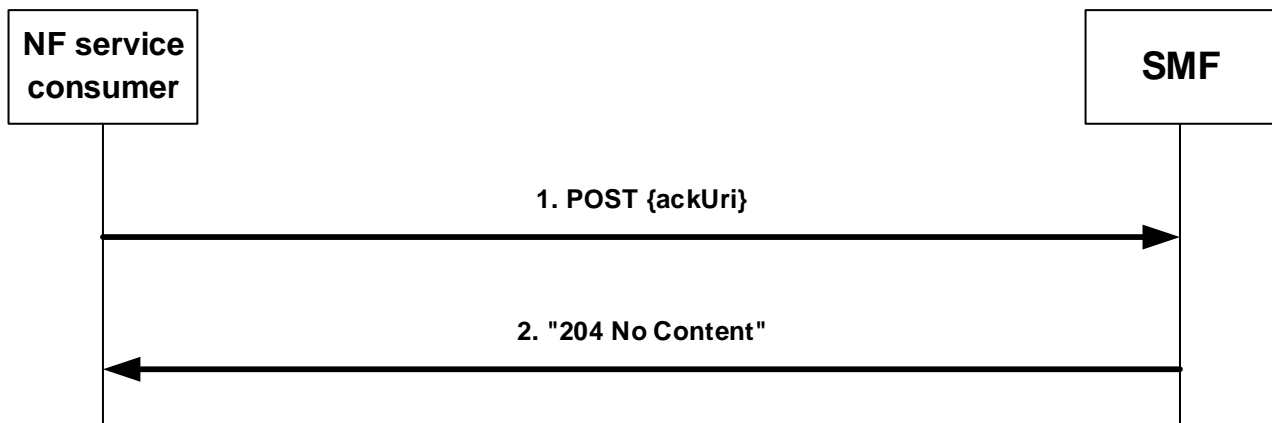 NF service
consumer
SMF
1. POST {ackUri}
2. "204 No Content"